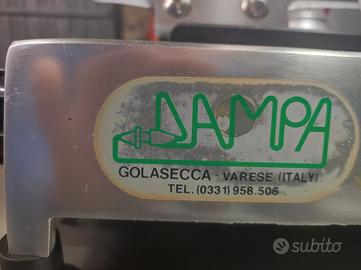 DAMPA
GOLASECCA - VARESE (ITALY)
TEL. (0331) 958.506
subito